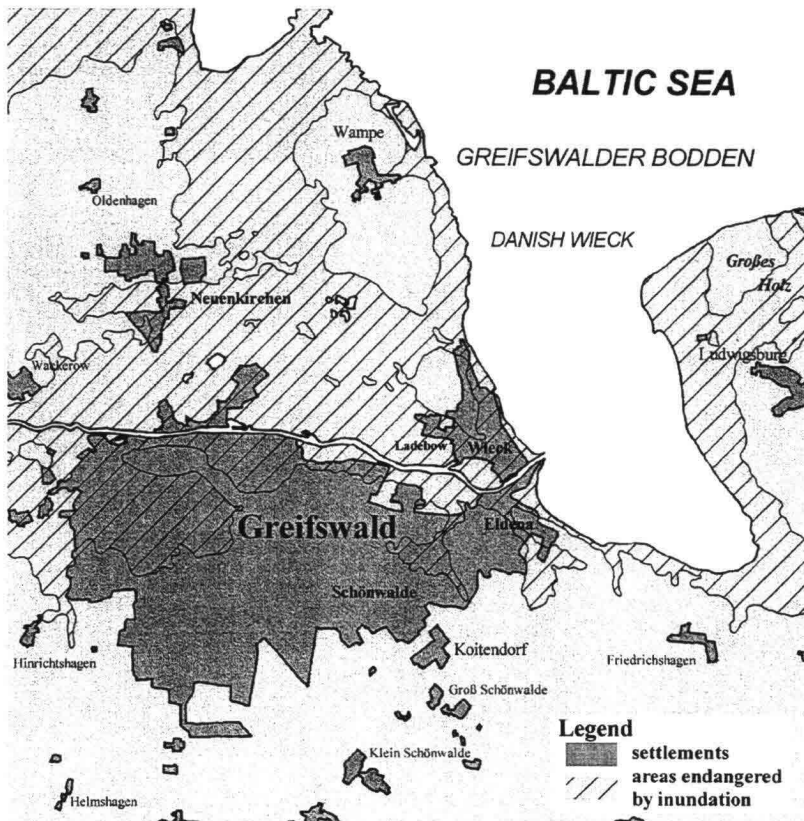 BALTIC SEA
Wampe
GREIFSWALDER BODDEN
Oldenhagen
DANISH WIECK
Großes
Holz
Neuenkirchen
Wackerow
Ludwigsburg
Ladebow
Wieck
Greifswald
Eldena
Schönwalde
Koitendorf
Hinrichtshagen
Friedrichshagen
Groß Schönwalde
Legend
Klein Schönwalde
settlements
areas endangered
by inundation
Helmshagen